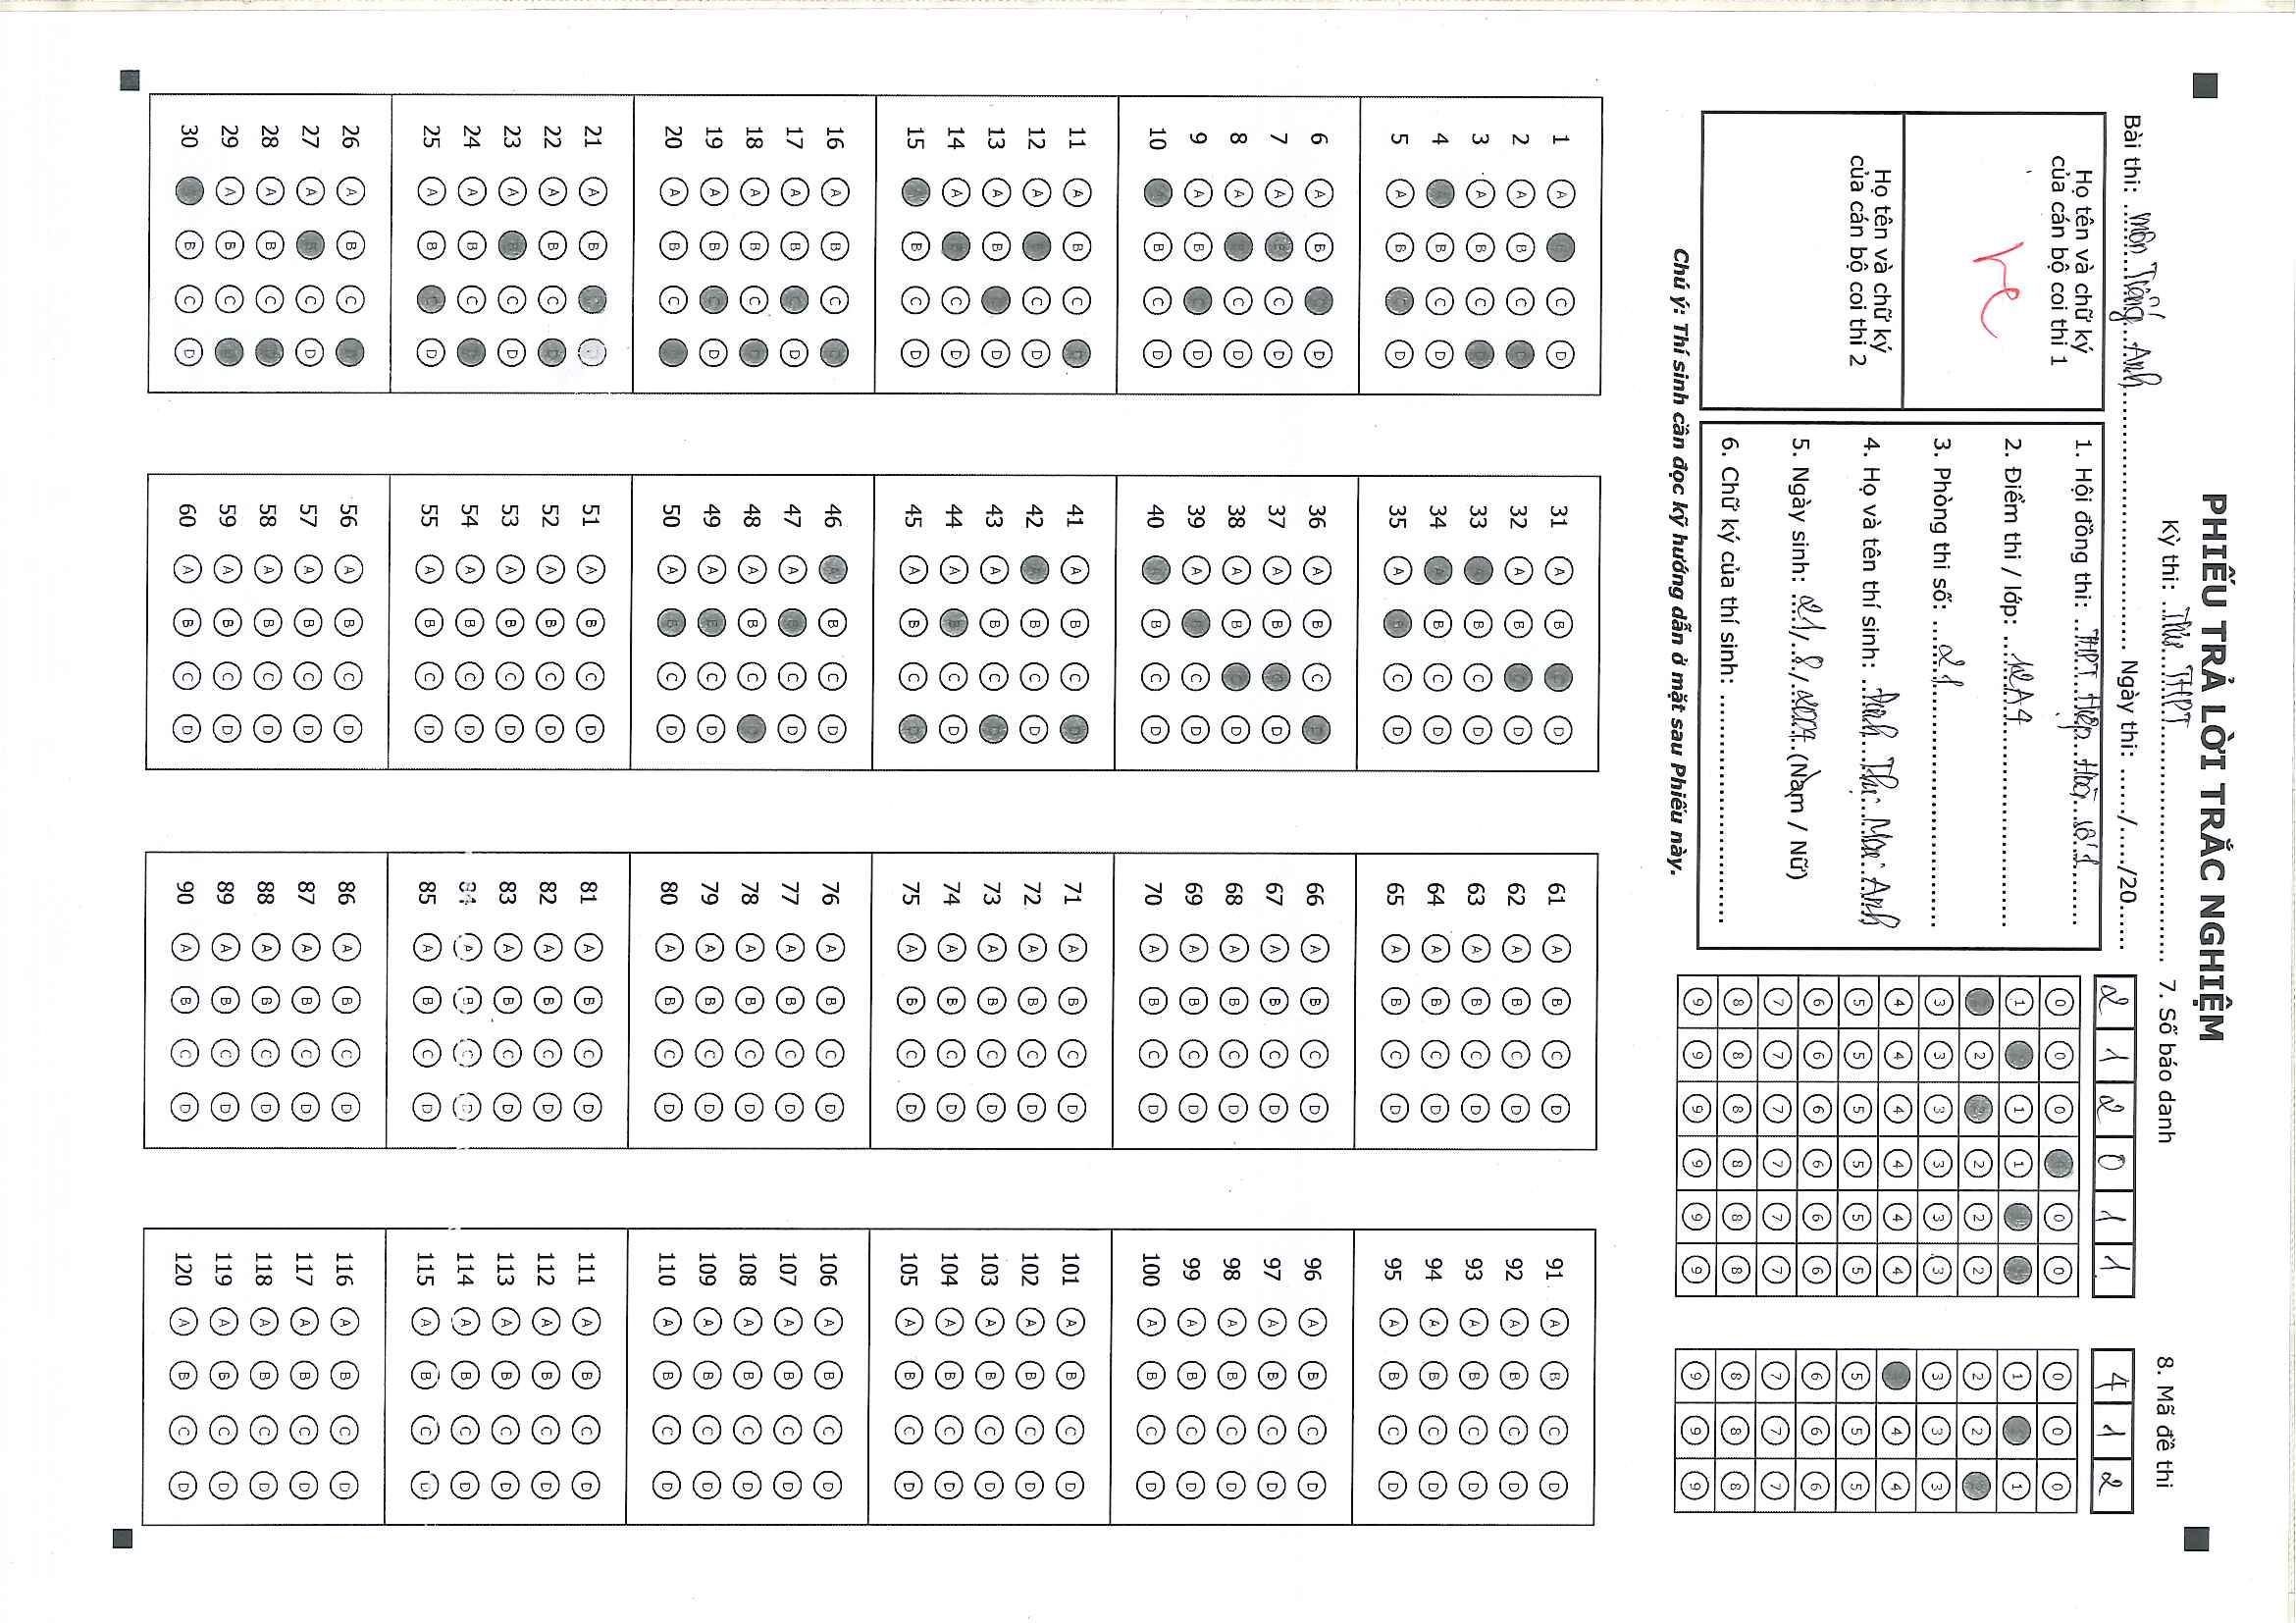 PHIẾU TRẢ LỜI TRẮC NGHIỆM
Kỳ thi: ...Thử THPT...
Bài thi: ...Môn Tiếng Anh... Ngày thi: ...../...../20......
Họ tên và chữ ký
của cán bộ coi thi 1
Họ tên và chữ ký
của cán bộ coi thi 2
1. Hội đồng thi: ...THPT Hiệp Hoà số 1...
2. Điểm thi / lớp: ...12A4...
3. Phòng thi số: ...21...
4. Họ và tên thí sinh: ...Đinh Thị Mai Anh
5. Ngày sinh: 21/8/2004 (Nam / Nữ)
6. Chữ ký của thí sinh: ...............
Chú ý: Thí sinh cần đọc kỹ hướng dẫn ở mặt sau Phiếu này.
7. Số báo danh
2 1 2 0 1 1
0 0 0 0 0
1 1 1 1
2 2 2 2
3 3 3 3 3 3
4 4 4 4 4 4
5 5 5 5 5 5
6 6 6 6 6 6
7 7 7 7 7 7
8 8 8 8 8 8
9 9 9 9 9 9
8. Mã đề thi
4 1 2
0 0 0
1 1
2 2
3 3 3
4 4
5 5 5
6 6 6
7 7 7
8 8 8
9 9 9
1 A C D
2 A B C
3 A B C
4 B C D
5 A B C D
6 A B C D
7 A B C D
8 A B C D
9 A B C D
10 B C D
11 A B C D
12 A B C D
13 A B C D
14 A B C D
15 A B C D
16 A B C D
17 A B C D
18 A B C D
19 A B C D
20 A B C
21 A B C D
22 A B C D
23 A B C D
24 A B C D
25 A B C D
26 A B C D
27 A B C D
28 A B C D
29 A B C D
30 B C D
31 A B C D
32 A B C D
33 A B C D
34 A B C D
35 A B C D
36 A B C D
37 A B C D
38 A B C D
39 A B C D
40 A B C D
41 A B C D
42 A B C D
43 A B C D
44 A B C D
45 A B C D
46 A B C D
47 A B C D
48 A B C D
49 A B C D
50 A B C D
51 A B C D
52 A B C D
53 A B C D
54 A B C D
55 A B C D
56 A B C D
57 A B C D
58 A B C D
59 A B C D
60 A B C D
61 A B C D
62 A B C D
63 A B C D
64 A B C D
65 A B C D
66 A B C D
67 A B C D
68 A B C D
69 A B C D
70 A B C D
71 A B C D
72 A B C D
73 A B C D
74 A B C D
75 A B C D
76 A B C D
77 A B C D
78 A B C D
79 A B C D
80 A B C D
81 A B C D
82 A B C D
83 A B C D
84 A B C D
85 A B C D
86 A B C D
87 A B C D
88 A B C D
89 A B C D
90 A B C D
91 A B C D
92 A B C D
93 A B C D
94 A B C D
95 A B C D
96 A B C D
97 A B C D
98 A B C D
99 A B C D
100 A B C D
101 A B C D
102 A B C D
103 A B C D
104 A B C D
105 A B C D
106 A B C D
107 A B C D
108 A B C D
109 A B C D
110 A B C D
111 A B C D
112 A B C D
113 A B C D
114 A B C D
115 A B C D
116 A B C D
117 A B C D
118 A B C D
119 A B C D
120 A B C D